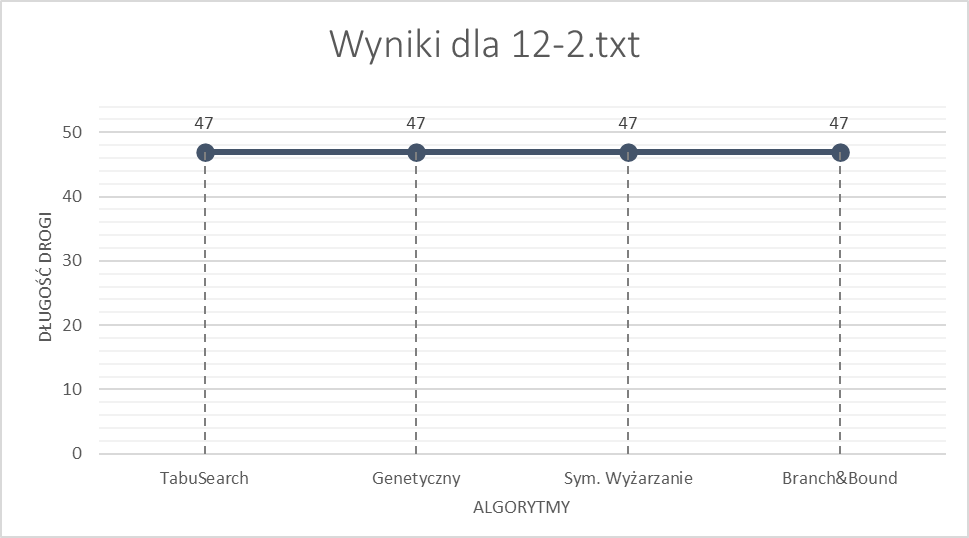 Wyniki dla 12-2.txt
47 47 47 47
50
40
30
20
10
0
DŁUGOŚĆ DROGI
TabuSearch Genetyczny Sym. Wyżarzanie Branch&Bound
ALGORYTMY